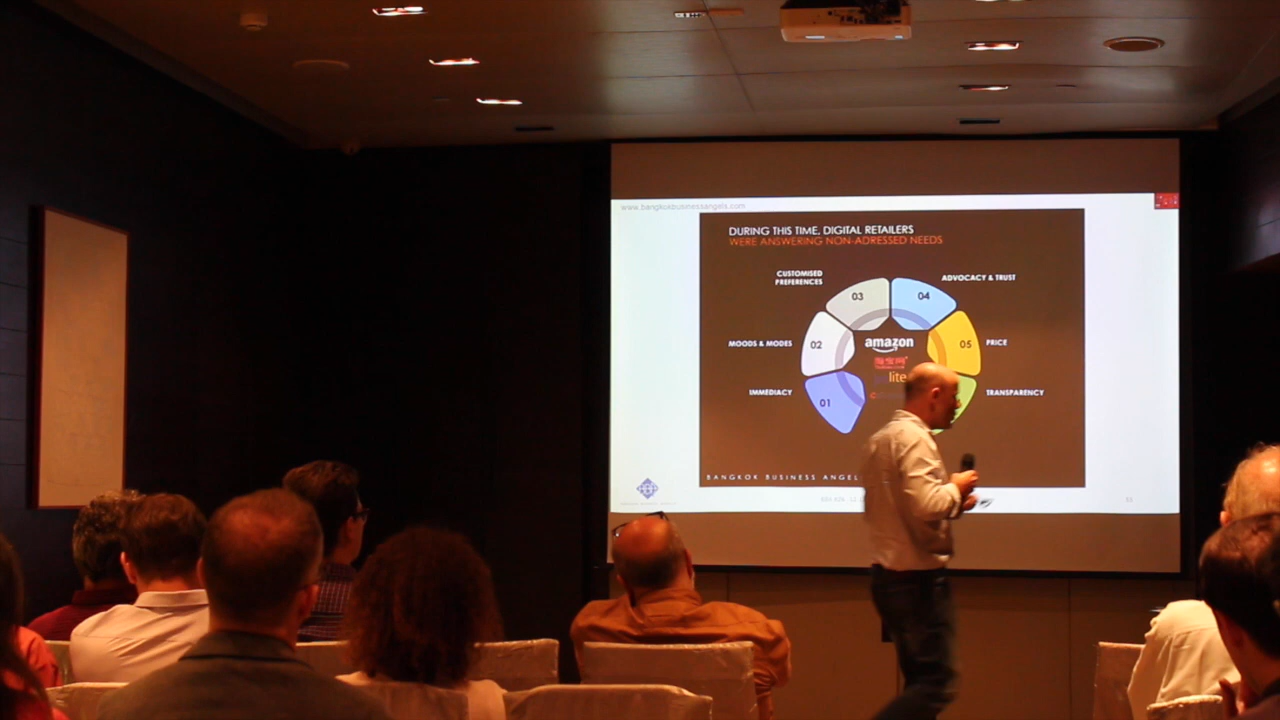 www.bangkokbusinessangels.com
DURING THIS TIME, DIGITAL RETAILERS
WERE ANSWERING NON-ADRESSED NEEDS
CUSTOMISED
PREFERENCES
ADVOCACY & TRUST
03
04
MOODS & MODES
02
amazon
05
PRICE
lite
IMMEDIACY
01
TRANSPARENCY
BANGKOK BUSINESS ANGEL